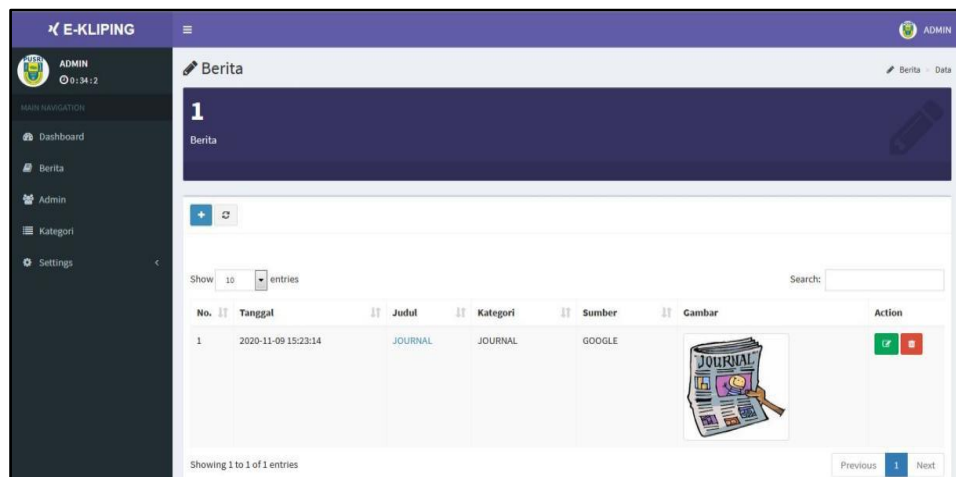 E-KLIPING
ADMIN
PUSRI
ADMIN
0:34:2
Berita
Berita Data
MAIN NAVIGATION
Dashboard
Berita
Admin
Kategori
Settings
1
Berita
Show 10 entries
Search:
No. Tanggal Judul Kategori Sumber Gambar Action
1 2020-11-09 15:23:14 JOURNAL JOURNAL GOOGLE
JOURNAL
Showing 1 to 1 of 1 entries
Previous 1 Next